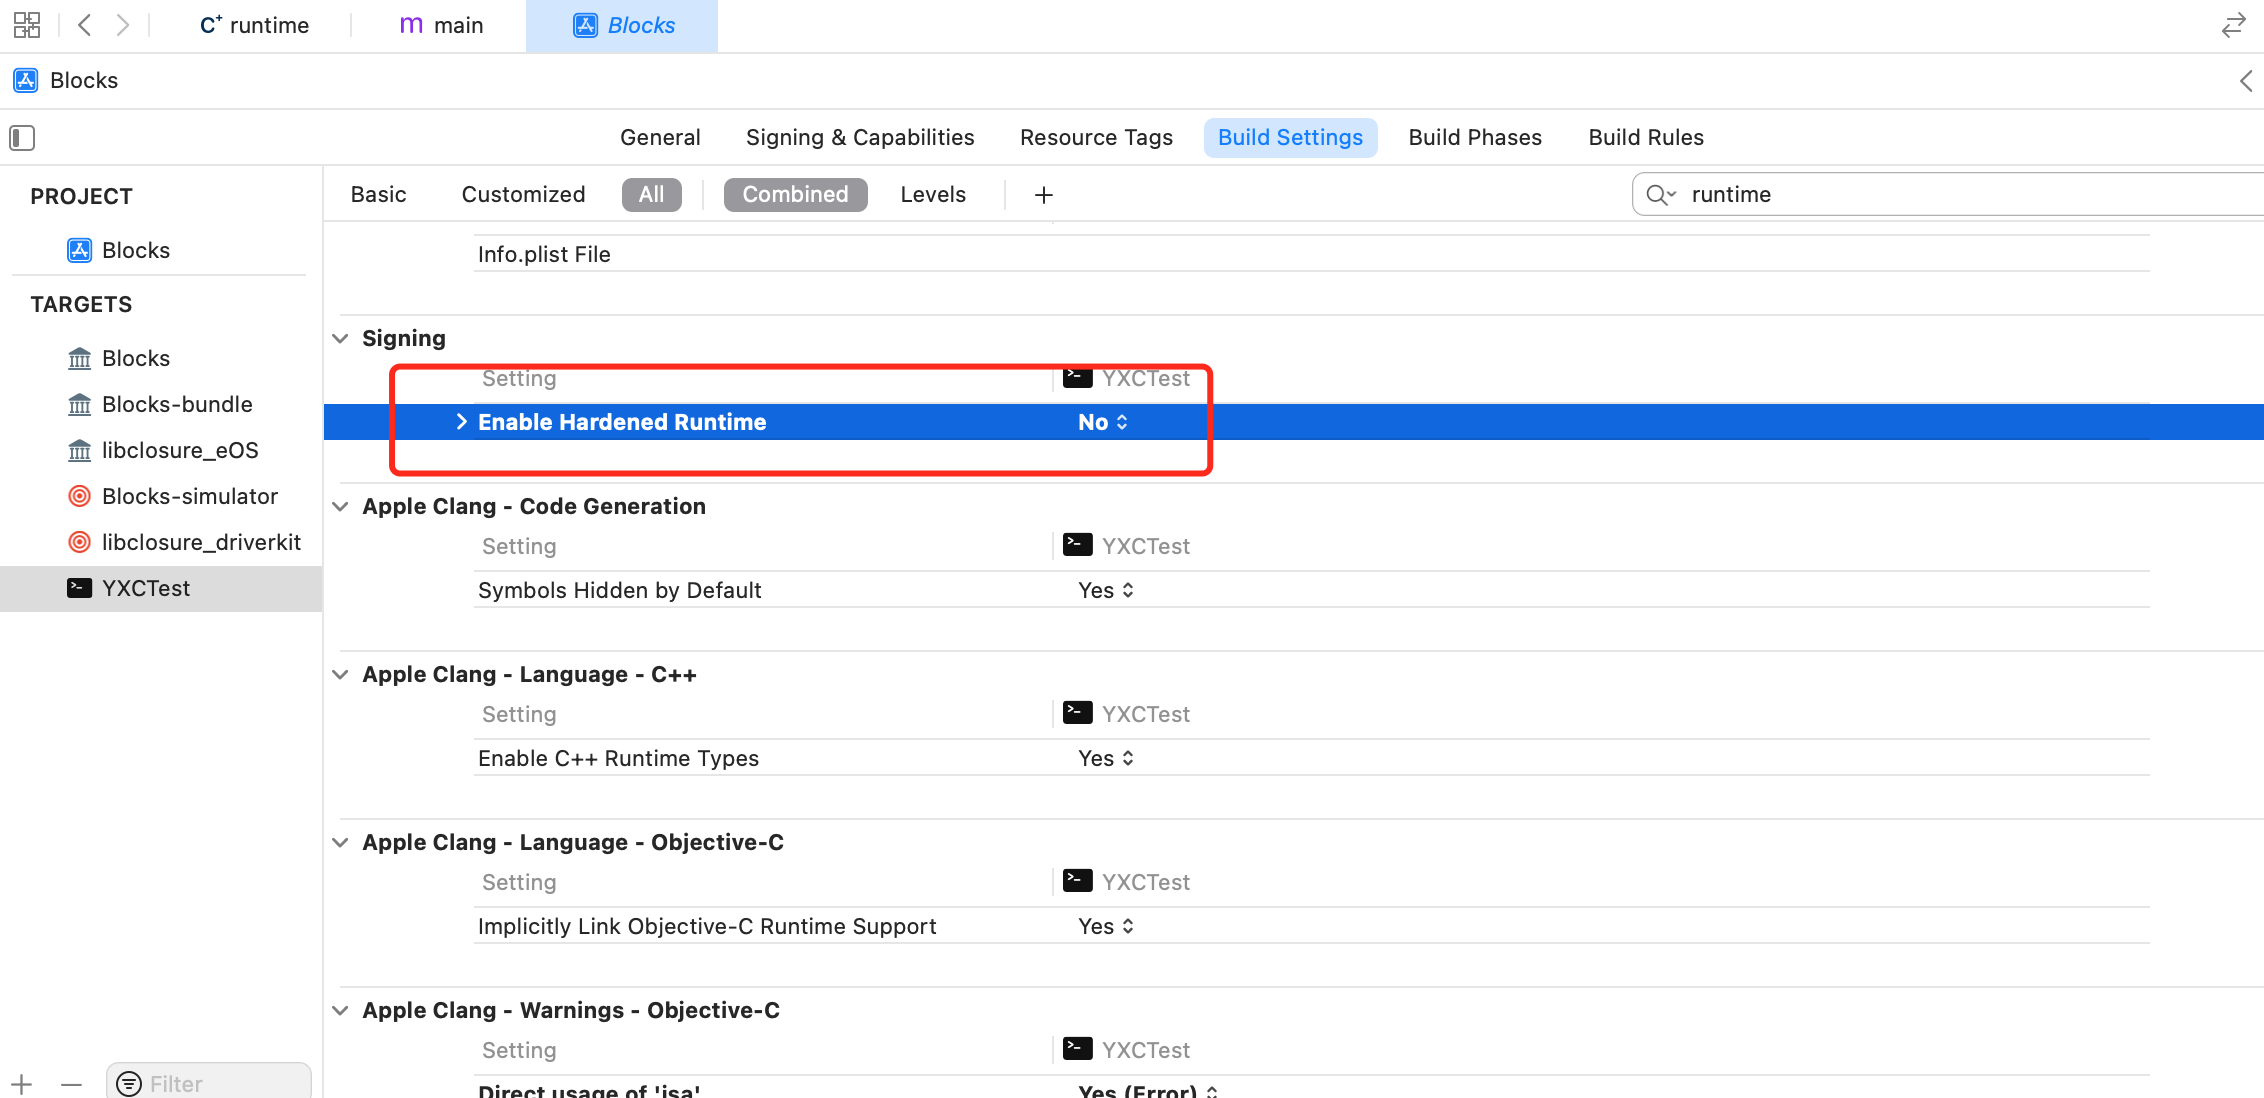 C+ runtime
m main
Blocks
Blocks
General Signing & Capabilities Resource Tags Build Settings Build Phases Build Rules
PROJECT
Blocks
TARGETS
Blocks
Blocks-bundle
libclosure_eOS
Blocks-simulator
libclosure_driverkit
YXCTest
Filter
Basic Customized All Combined Levels + runtime
Info.plist File
Signing
Setting YXCTest
Enable Hardened Runtime No
Apple Clang - Code Generation
Setting YXCTest
Symbols Hidden by Default Yes
Apple Clang - Language - C++
Setting YXCTest
Enable C++ Runtime Types Yes
Apple Clang - Language - Objective-C
Setting YXCTest
Implicitly Link Objective-C Runtime Support Yes
Apple Clang - Warnings - Objective-C
Setting YXCTest
Direct usage of 'isa' Yes (Error)